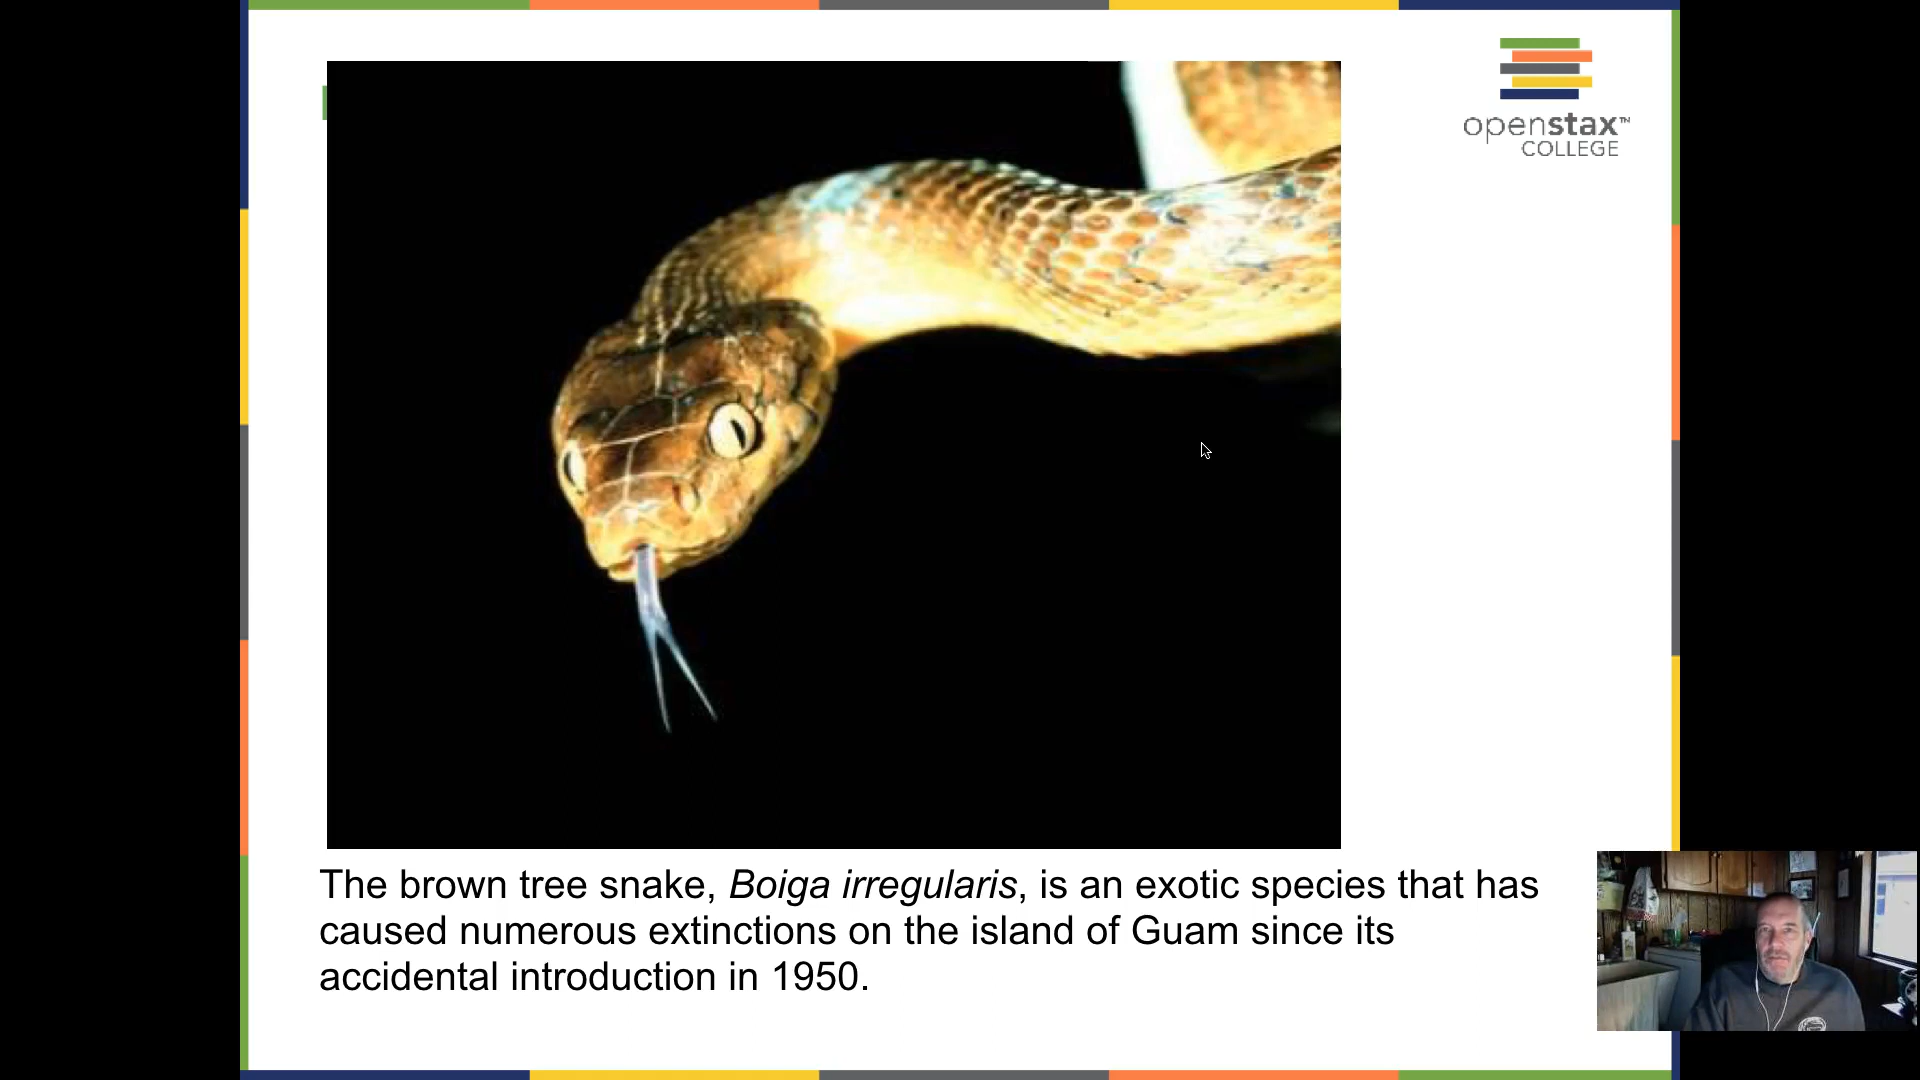 openstax™
COLLEGE
The brown tree snake, Boiga irregularis, is an exotic species that has
caused numerous extinctions on the island of Guam since its
accidental introduction in 1950.